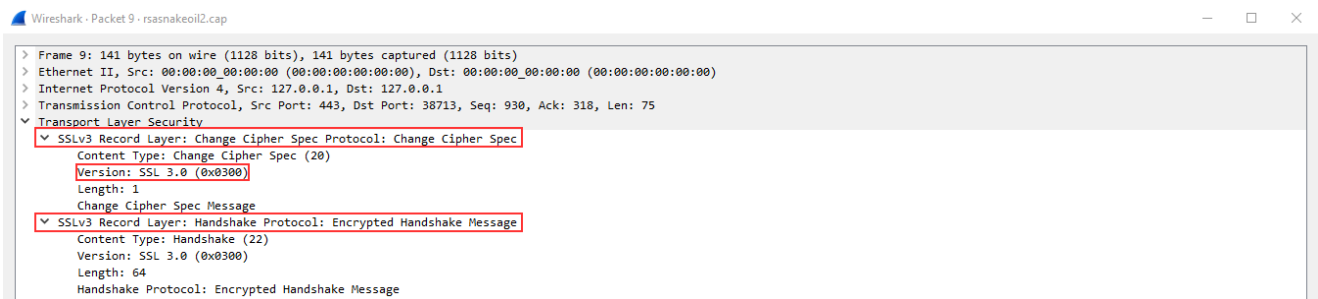 Wireshark · Packet 9 · rsasnakeoil2.cap
Frame 9: 141 bytes on wire (1128 bits), 141 bytes captured (1128 bits)
Ethernet II, Src: 00:00:00_00:00:00 (00:00:00:00:00:00), Dst: 00:00:00_00:00:00 (00:00:00:00:00:00)
Internet Protocol Version 4, Src: 127.0.0.1, Dst: 127.0.0.1
Transmission Control Protocol, Src Port: 443, Dst Port: 38713, Seq: 930, Ack: 318, Len: 75
Transport Layer Security
SSLv3 Record Layer: Change Cipher Spec Protocol: Change Cipher Spec
Content Type: Change Cipher Spec (20)
Version: SSL 3.0 (0x0300)
Length: 1
Change Cipher Spec Message
SSLv3 Record Layer: Handshake Protocol: Encrypted Handshake Message
Content Type: Handshake (22)
Version: SSL 3.0 (0x0300)
Length: 64
Handshake Protocol: Encrypted Handshake Message